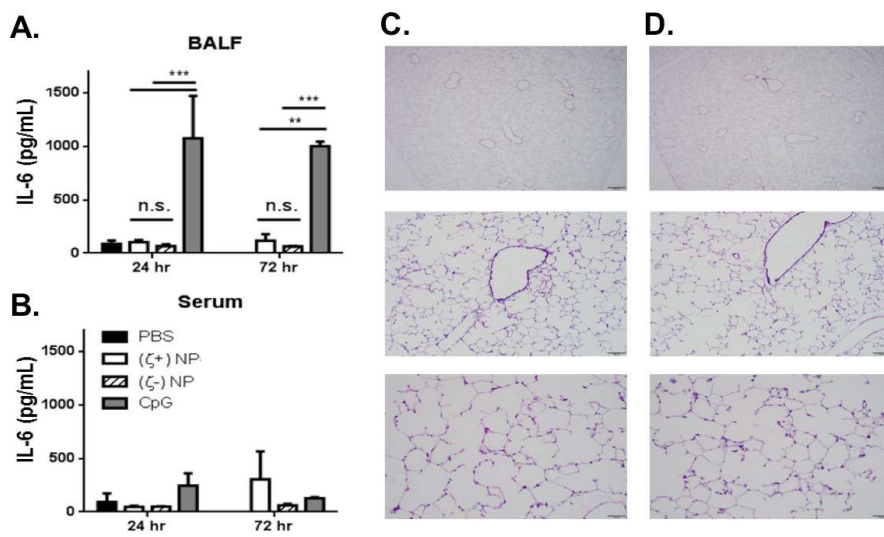 A.
BALF
IL-6 (pg/mL)
1500
1000
500
0
***
n.s.
24 hr
***
**
n.s.
72 hr
B.
Serum
IL-6 (pg/mL)
1500
1000
500
0
PBS
(ζ+) NP
(ζ-) NP
CpG
24 hr
72 hr
C.
D.